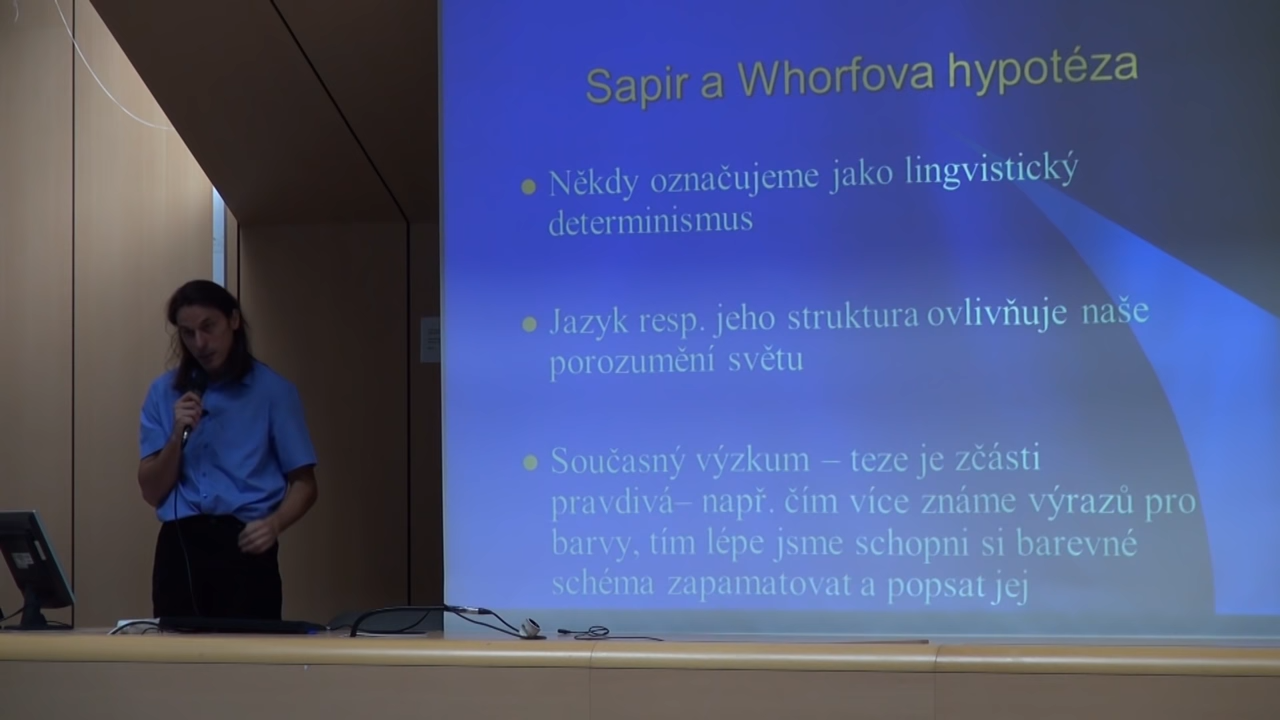 Sapir a Whorfova hypotéza
Někdy označujeme jako lingvistický
determinismus
Jazyk resp. jeho struktura ovlivňuje naše
porozumění světu
Současný výzkum – teze je zčásti
pravdivá– např. čím více známe výrazů pro
barvy, tím lépe jsme schopni si barevné
schéma zapamatovat a popsat jej